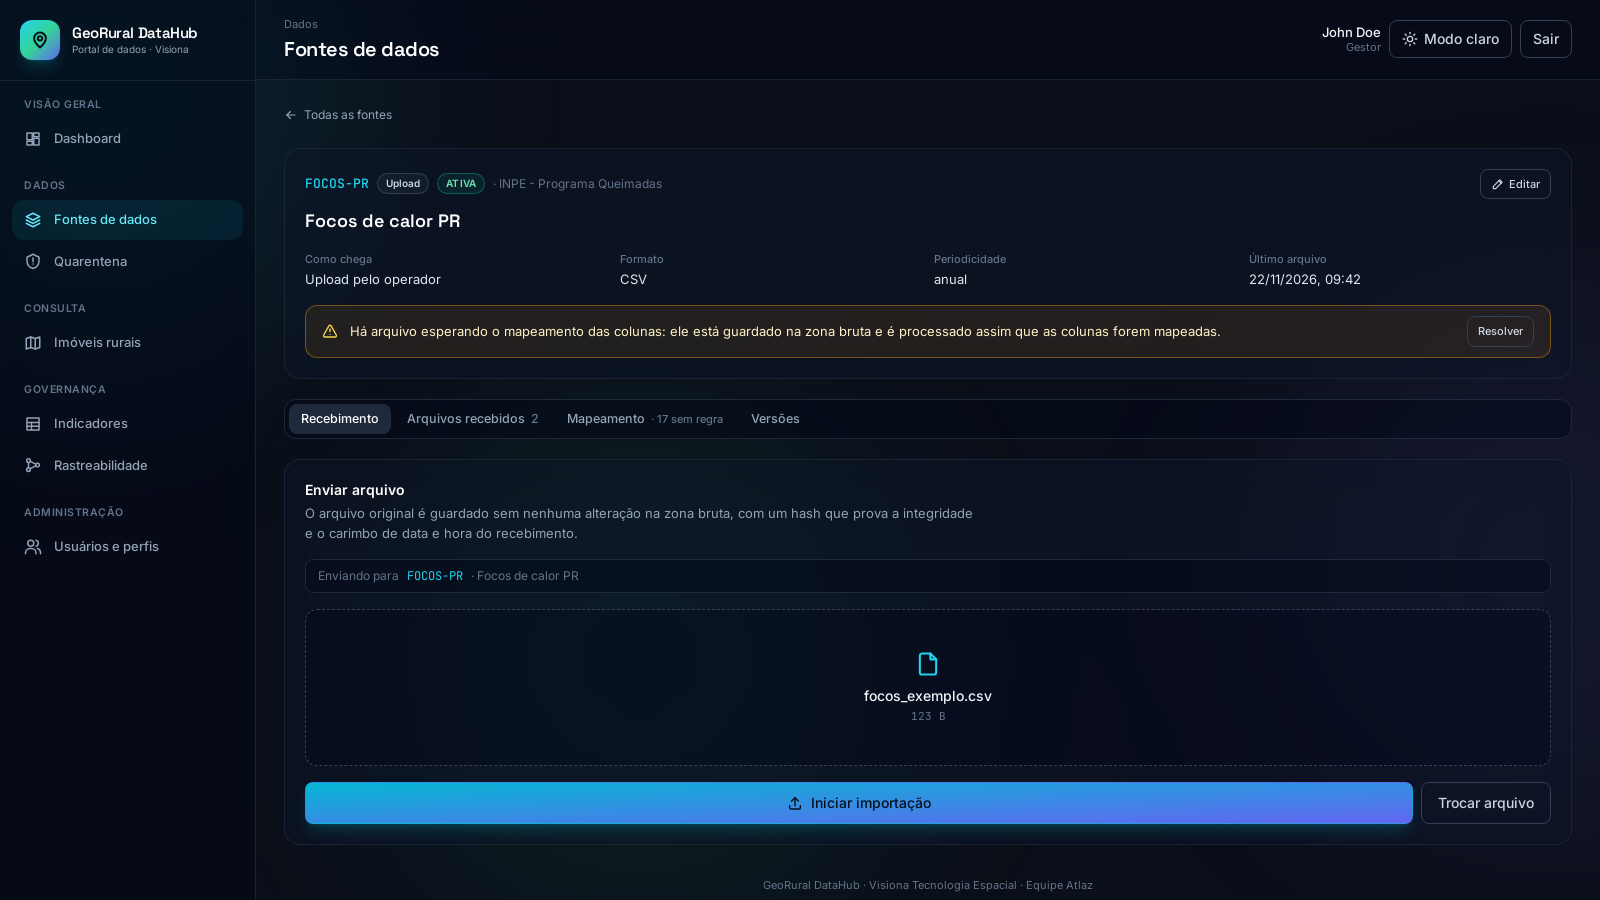 GeoRural DataHub
Portal de dados · Visiona
VISÃO GERAL
Dashboard
DADOS
Fontes de dados
Quarentena
CONSULTA
Imóveis rurais
GOVERNANÇA
Indicadores
Rastreabilidade
ADMINISTRAÇÃO
Usuários e perfis
Dados
Fontes de dados
John Doe
Gestor
Modo claro
Sair
Todas as fontes
FOCOS-PR Upload ATIVA · INPE - Programa Queimadas
Editar
Focos de calor PR
Como chega
Upload pelo operador
Formato
CSV
Periodicidade
anual
Último arquivo
22/11/2026, 09:42
Há arquivo esperando o mapeamento das colunas: ele está guardado na zona bruta e é processado assim que as colunas forem mapeadas.
Resolver
Recebimento Arquivos recebidos 2 Mapeamento · 17 sem regra Versões
Enviar arquivo
O arquivo original é guardado sem nenhuma alteração na zona bruta, com um hash que prova a integridade
e o carimbo de data e hora do recebimento.
Enviando para FOCOS-PR · Focos de calor PR
focos_exemplo.csv
123 B
Iniciar importação
Trocar arquivo
GeoRural DataHub · Visiona Tecnologia Espacial · Equipe Atlaz